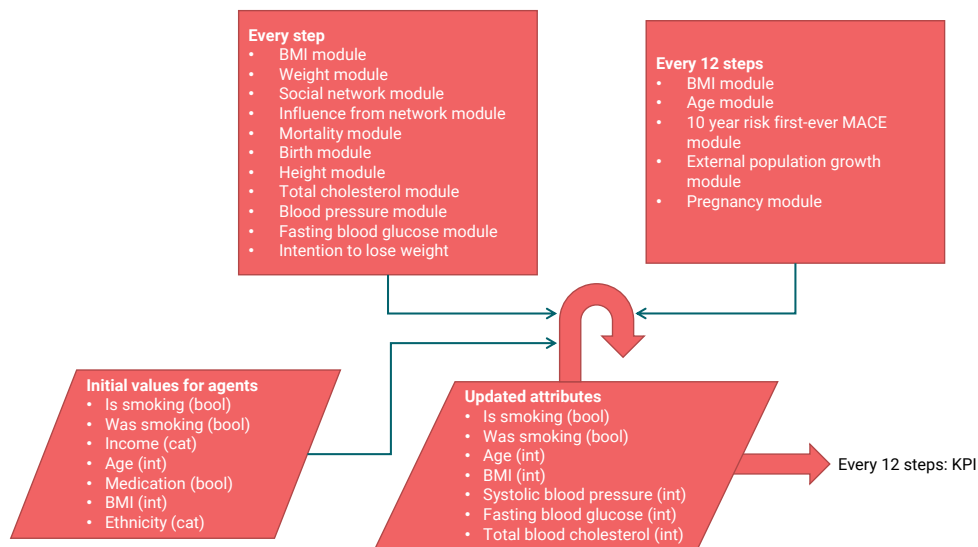 Every step
• BMI module
• Weight module
• Social network module
• Influence from network module
• Mortality module
• Birth module
• Height module
• Total cholesterol module
• Blood pressure module
• Fasting blood glucose module
• Intention to lose weight
Every 12 steps
• BMI module
• Age module
• 10 year risk first-ever MACE
module
• External population growth
module
• Pregnancy module
Initial values for agents
• Is smoking (bool)
• Was smoking (bool)
• Income (cat)
• Age (int)
• Medication (bool)
• BMI (int)
• Ethnicity (cat)
Updated attributes
• Is smoking (bool)
• Was smoking (bool)
• Age (int)
• BMI (int)
• Systolic blood pressure (int)
• Fasting blood glucose (int)
• Total blood cholesterol (int)
Every 12 steps: KPI